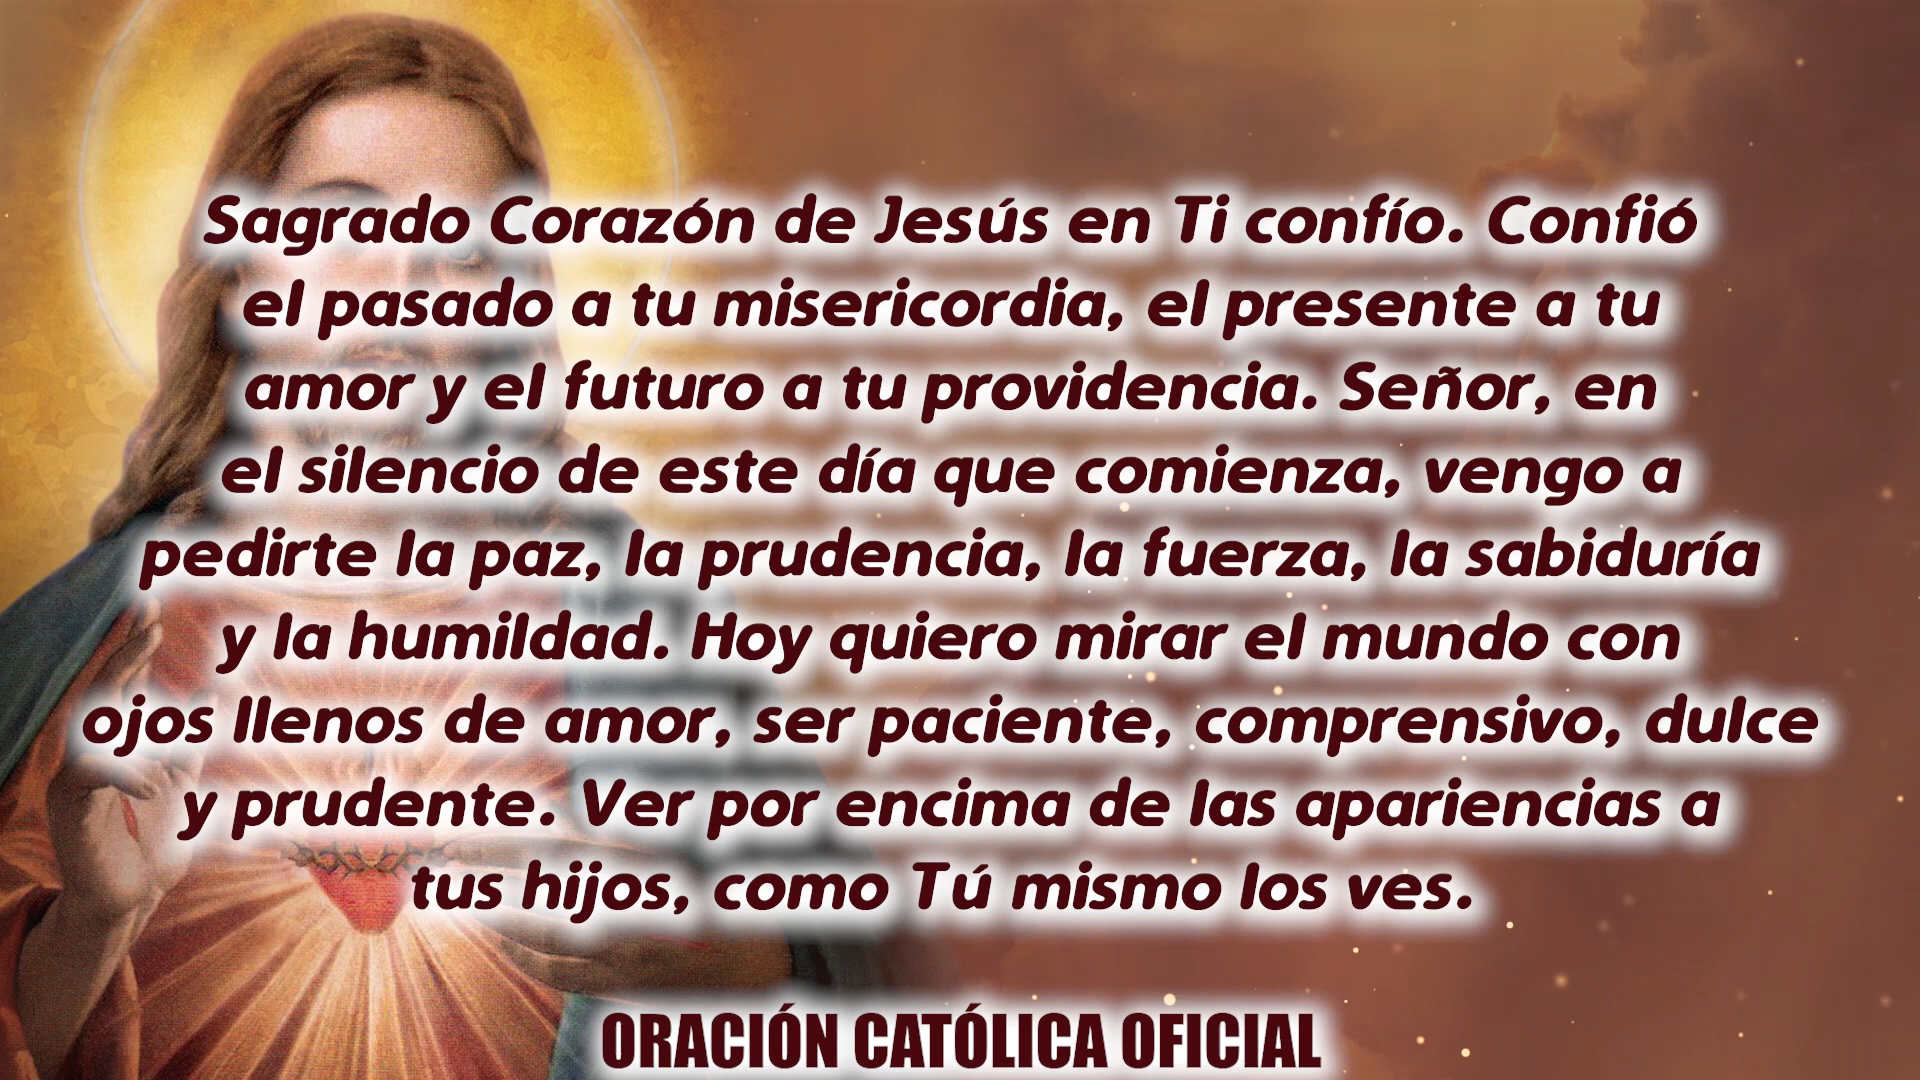 Sagrado Corazón de Jesús en Ti confío. Confió
el pasado a tu misericordia, el presente a tu
amor y el futuro a tu providencia. Señor, en
el silencio de este día que comienza, vengo a
pedirte la paz, la prudencia, la fuerza, la sabiduría
y la humildad. Hoy quiero mirar el mundo con
ojos llenos de amor, ser paciente, comprensivo, dulce
y prudente. Ver por encima de las apariencias a
tus hijos, como Tú mismo los ves.
ORACIÓN CATÓLICA OFICIAL